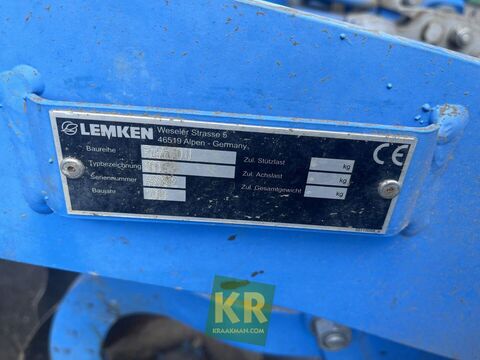 LEMKEN
Weseler Strasse 5
46519 Alpen - Germany
Baureihe
Typbezeichnung
Seriennummer
Baujahr
Zul. Stützlast kg
Zul. Achslast kg
Zul. Gesamtgewicht kg
CE
KR
KRAAKMAN.COM